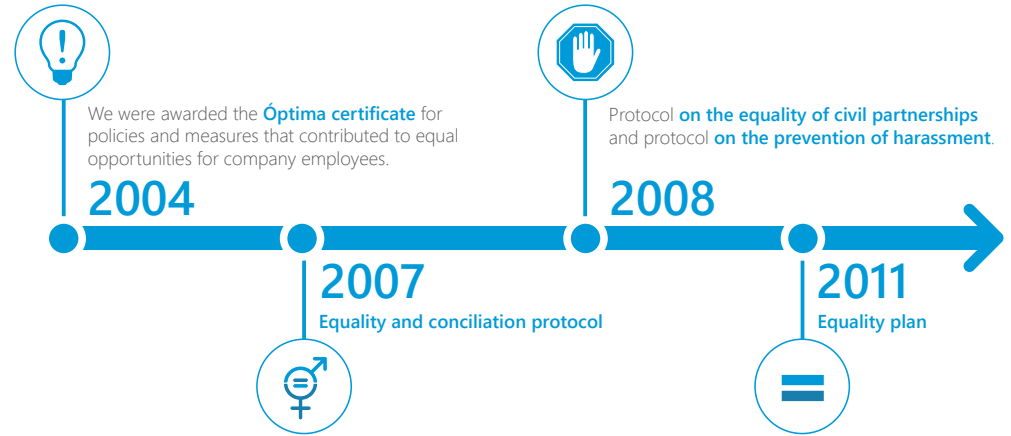 We were awarded the Óptima certificate for
policies and measures that contributed to equal
opportunities for company employees.
2004
2007
Equality and conciliation protocol
Protocol on the equality of civil partnerships
and protocol on the prevention of harassment.
2008
2011
Equality plan